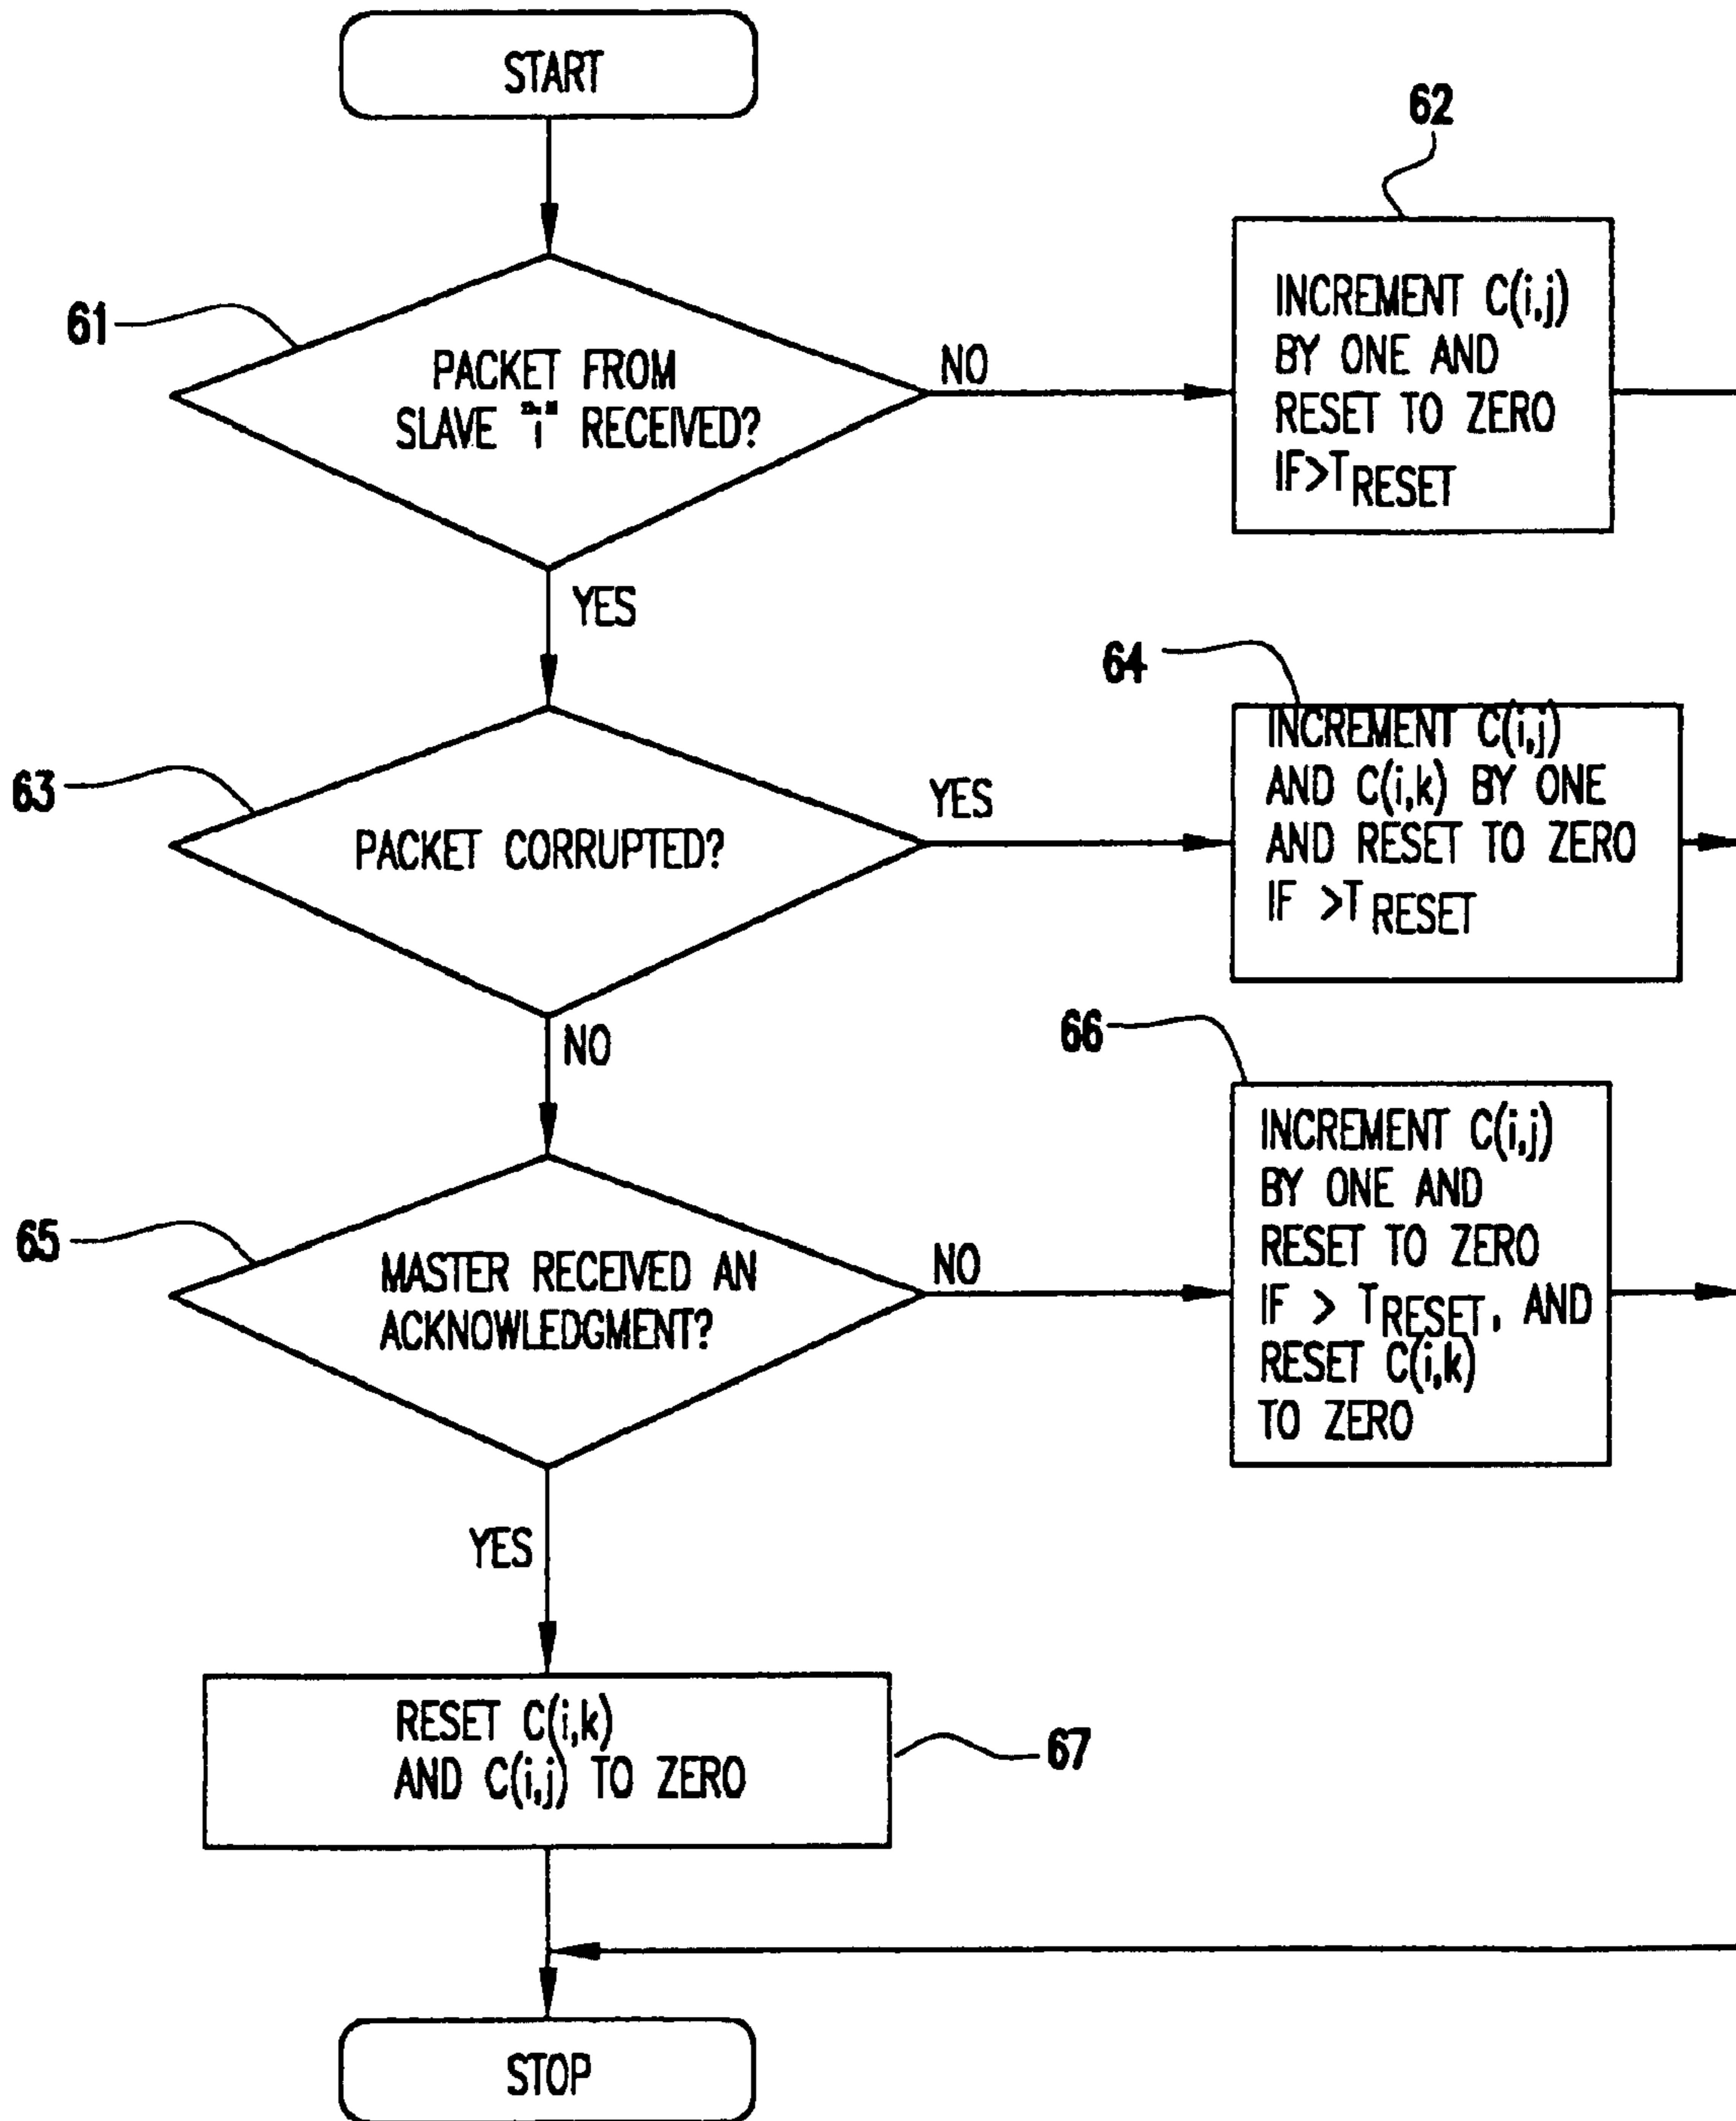 START
62
61
PACKET FROM
SLAVE "i" RECEIVED?
NO
INCREMENT C(i,j)
BY ONE AND
RESET TO ZERO
IF>TRESET
YES
64
63
PACKET CORRUPTED?
YES
INCREMENT C(i,j)
AND C(i,k) BY ONE
AND RESET TO ZERO
IF >TRESET
NO
66
65
MASTER RECEIVED AN
ACKNOWLEDGMENT?
NO
INCREMENT C(i,j)
BY ONE AND
RESET TO ZERO
IF > TRESET, AND
RESET C(i,k)
TO ZERO
YES
RESET C(i,k)
AND C(i,j) TO ZERO
67
STOP